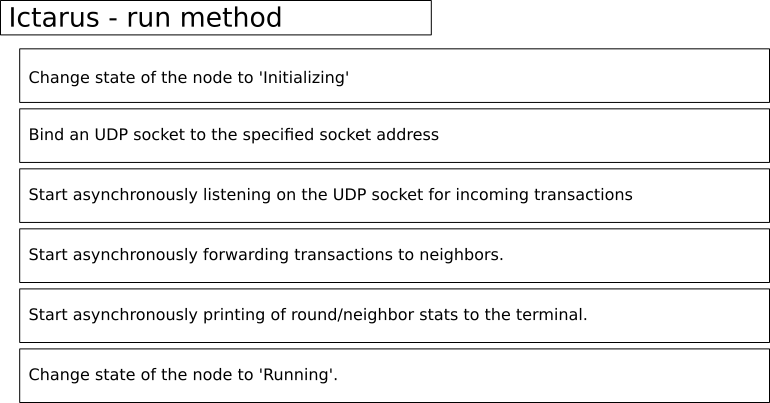 Ictarus - run method
Change state of the node to 'Initializing'
Bind an UDP socket to the specified socket address
Start asynchronously listening on the UDP socket for incoming transactions
Start asynchronously forwarding transactions to neighbors.
Start asynchronously printing of round/neighbor stats to the terminal.
Change state of the node to 'Running'.